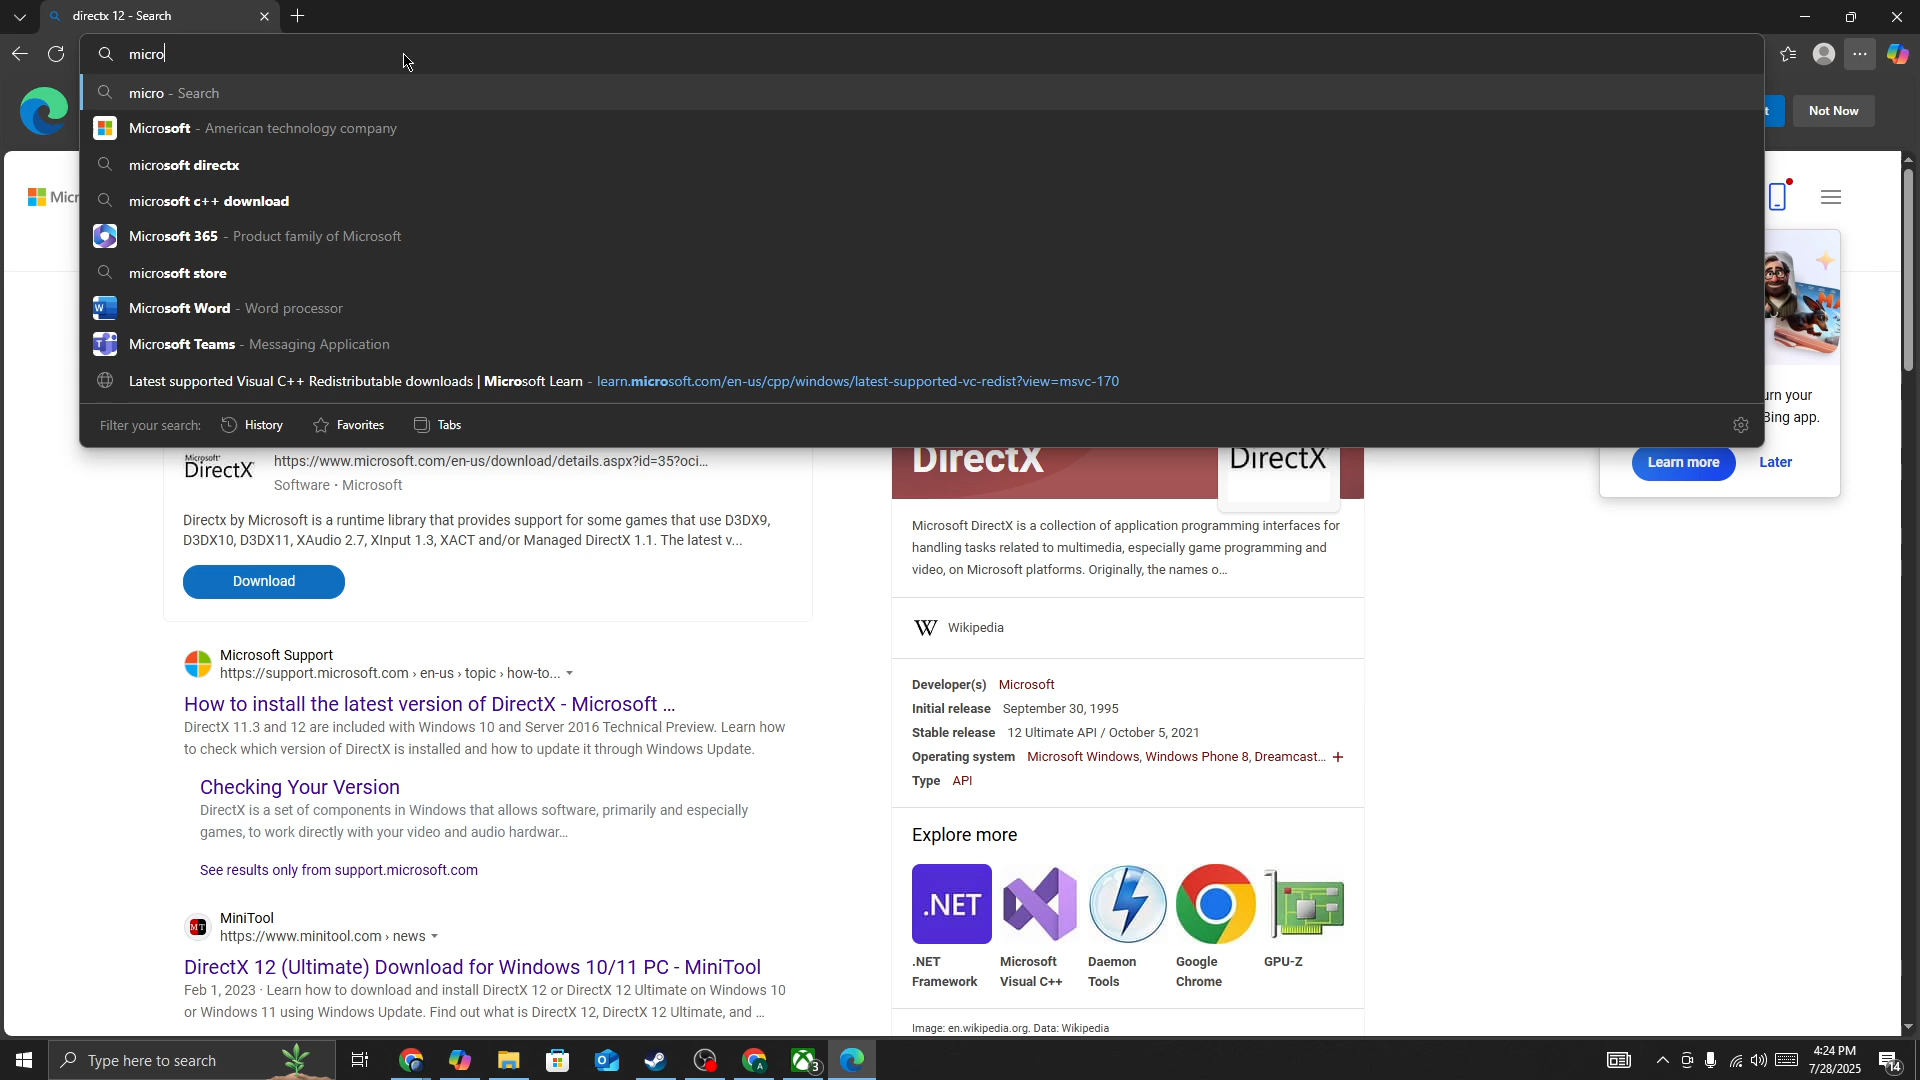 directx 12 - Search
micro
micro - Search
Microsoft - American technology company
microsoft directx
microsoft c++ download
Microsoft 365 - Product family of Microsoft
microsoft store
Microsoft Word - Word processor
Microsoft Teams - Messaging Application
Latest supported Visual C++ Redistributable downloads | Microsoft Learn - learn.microsoft.com/en-us/cpp/windows/latest-supported-vc-redist?view=msvc-170
Filter your search: History Favorites Tabs
Not Now
Micr
urn your
Bing app.
Learn more Later
Microsoft
DirectX
https://www.microsoft.com/en-us/download/details.aspx?id=35?oci...
Software • Microsoft
Directx by Microsoft is a runtime library that provides support for some games that use D3DX9,
D3DX10, D3DX11, XAudio 2.7, XInput 1.3, XACT and/or Managed DirectX 1.1. The latest v...
Download
Microsoft Support
https://support.microsoft.com › en-us › topic › how-to...
How to install the latest version of DirectX - Microsoft ...
DirectX 11.3 and 12 are included with Windows 10 and Server 2016 Technical Preview. Learn how
to check which version of DirectX is installed and how to update it through Windows Update.
Checking Your Version
DirectX is a set of components in Windows that allows software, primarily and especially
games, to work directly with your video and audio hardwar...
See results only from support.microsoft.com
MT
MiniTool
https://www.minitool.com › news
DirectX 12 (Ultimate) Download for Windows 10/11 PC - MiniTool
Feb 1, 2023 · Learn how to download and install DirectX 12 or DirectX 12 Ultimate on Windows 10
or Windows 11 using Windows Update. Find out what is DirectX 12, DirectX 12 Ultimate, and ...
DirectX
DirectX
Microsoft DirectX is a collection of application programming interfaces for
handling tasks related to multimedia, especially game programming and
video, on Microsoft platforms. Originally, the names o...
W Wikipedia
Developer(s) Microsoft
Initial release September 30, 1995
Stable release 12 Ultimate API / October 5, 2021
Operating system Microsoft Windows, Windows Phone 8, Dreamcast... +
Type API
Explore more
.NET
.NET Framework
Microsoft Visual C++
Daemon Tools
Google Chrome
GPU-Z
Image: en.wikipedia.org. Data: Wikipedia
Type here to search
3
4:24 PM
7/28/2025
14